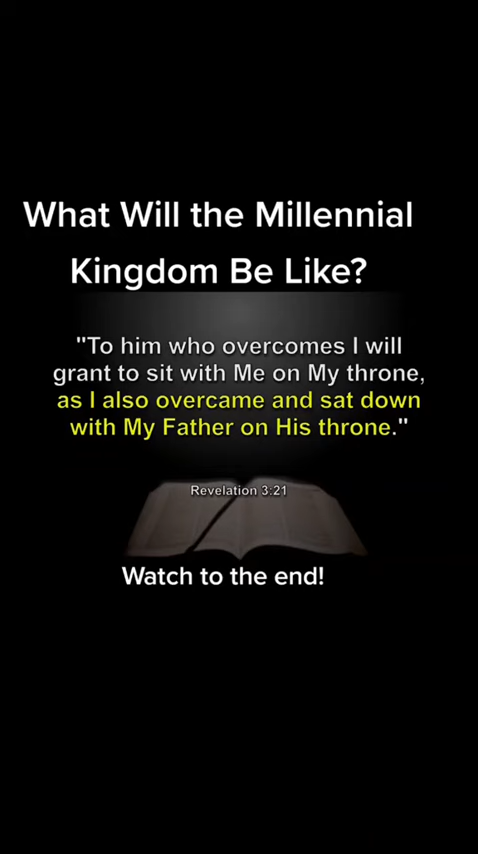 What Will the Millennial
Kingdom Be Like?
"To him who overcomes I will
grant to sit with Me on My throne,
as I also overcame and sat down
with My Father on His throne."
Revelation 3:21
Watch to the end!